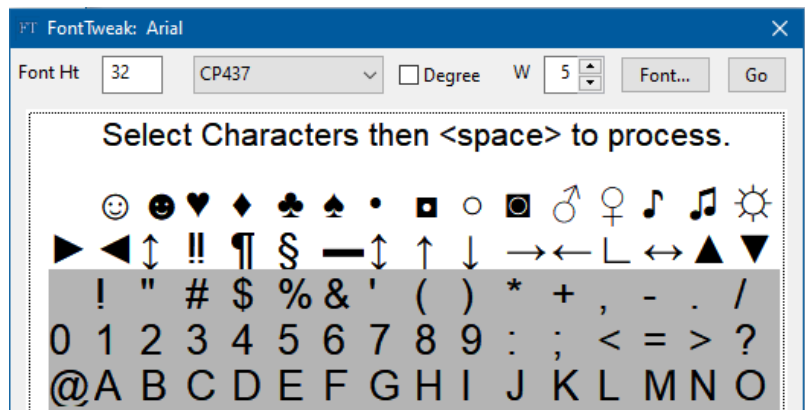 FT FontTweak: Arial
Font Ht 32 CP437 Degree W 5 Font... Go
Select Characters then <space> to process.
☺ ☻ ♥ ♦ ♣ ♠ • ◘ ○ ◙ ♂ ♀ ♪ ♫ ☼
► ◄ ↕ ‼ ¶ § ▬ ↨ ↑ ↓ → ← ∟ ↔ ▲ ▼
! " # $ % & ' ( ) * + , - . /
0 1 2 3 4 5 6 7 8 9 : ; < = > ?
@ A B C D E F G H I J K L M N O